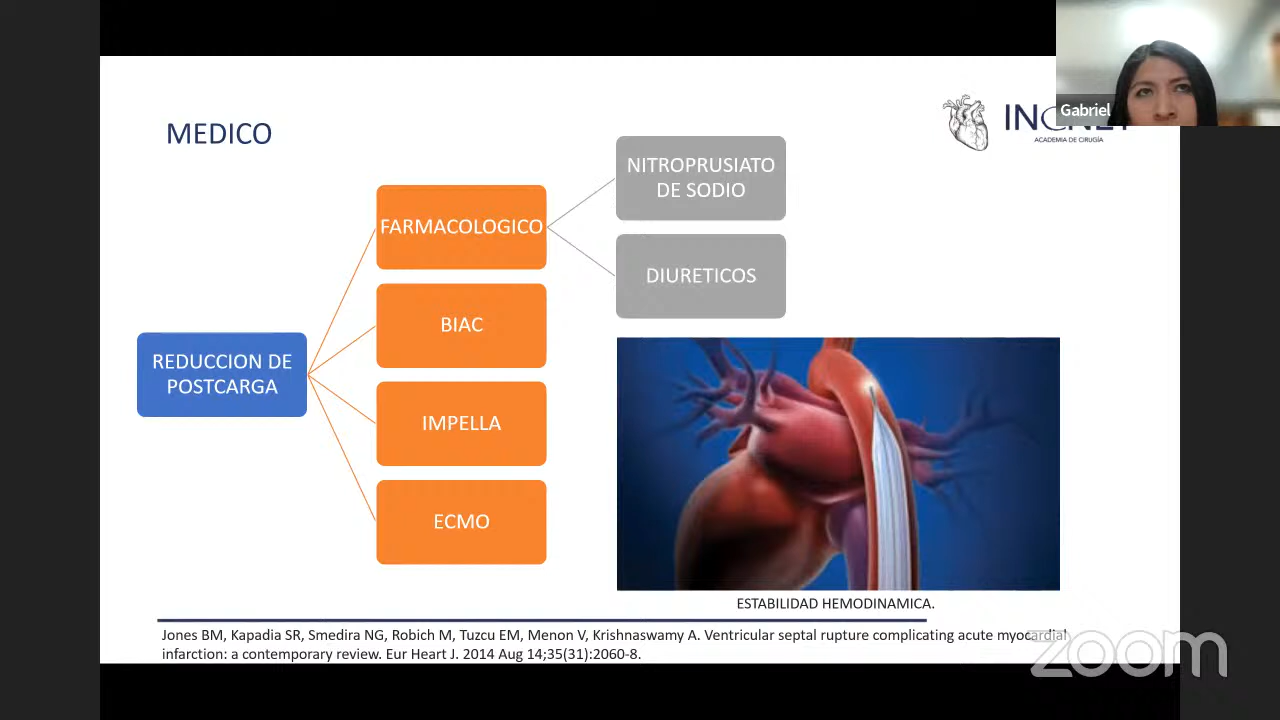 MEDICO
Gabriel
ACADEMIA DE CIRUGÍA
REDUCCION DE
POSTCARGA
FARMACOLOGICO
BIAC
IMPELLA
ECMO
NITROPRUSIATO
DE SODIO
DIURETICOS
ESTABILIDAD HEMODINAMICA.
Jones BM, Kapadia SR, Smedira NG, Robich M, Tuzcu EM, Menon V, Krishnaswamy A. Ventricular septal rupture complicating acute myocardial
infarction: a contemporary review. Eur Heart J. 2014 Aug 14;35(31):2060-8.
zoom